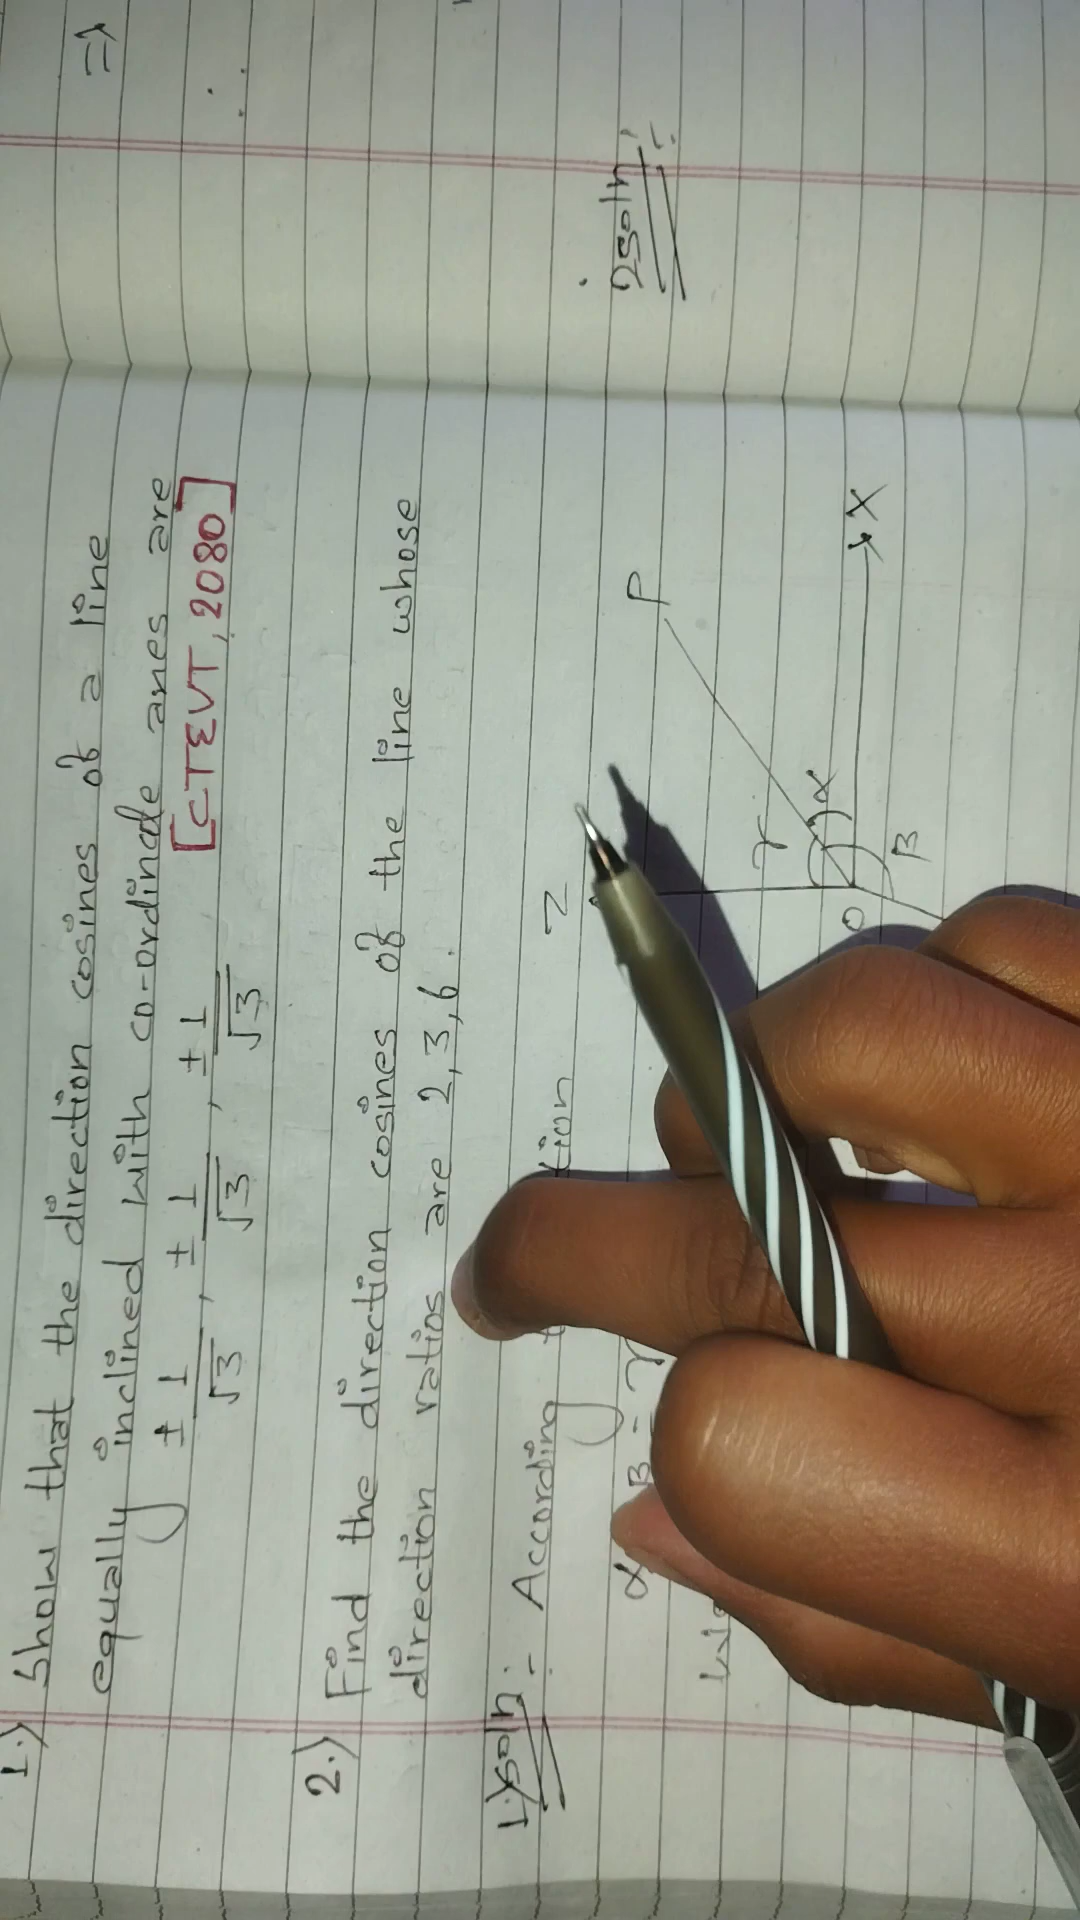 1.) Show that the direction cosines of a line
equally inclined with co-ordinate axes are
± 1/√3, ± 1/√3, ± 1/√3 [CTEVT, 2080]
2.) Find the direction cosines of the line whose
direction ratios are 2, 3, 6.
1.) Soln: - According
α β = γ
Z
P
γ
α
O
X
β
⇒
∴
2 Soln: -